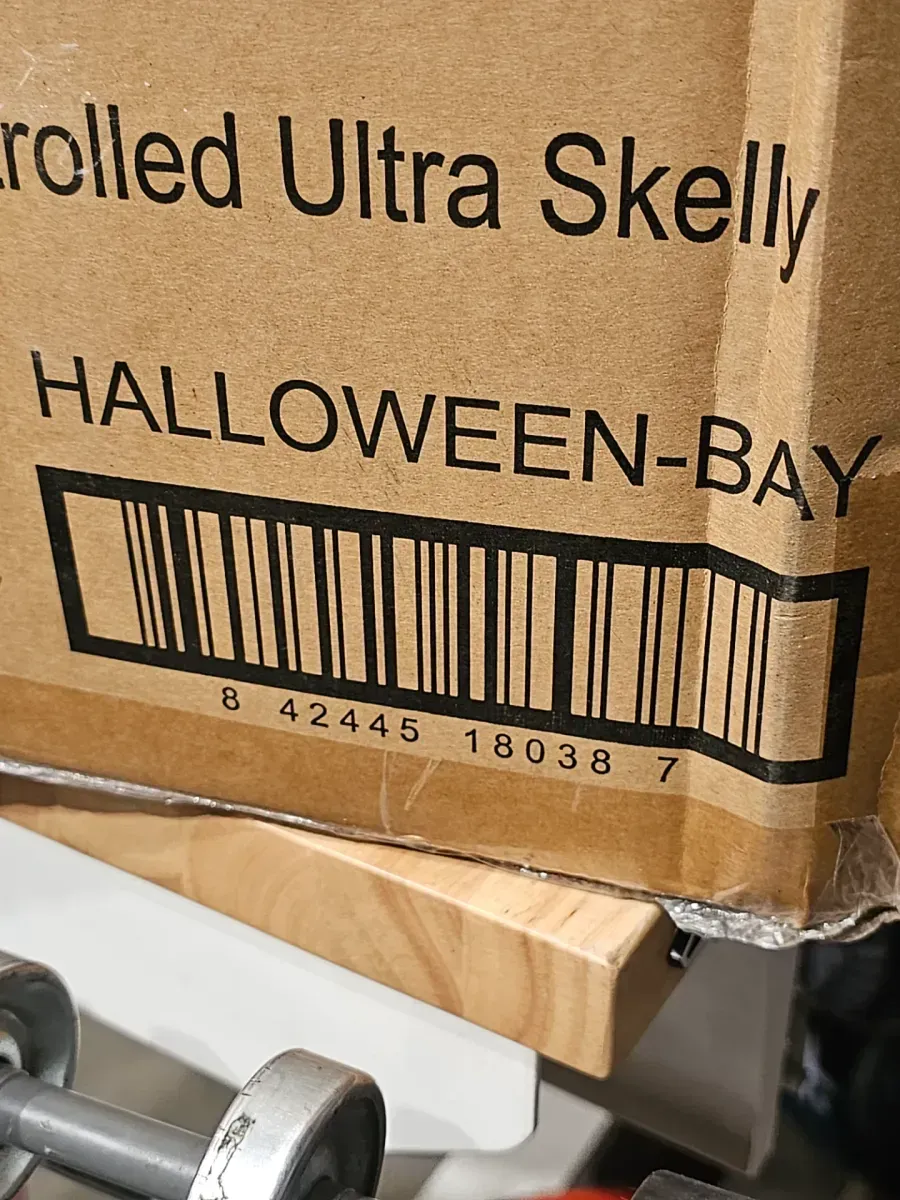 trolled Ultra Skelly
HALLOWEEN-BAY
8 42445 18038 7